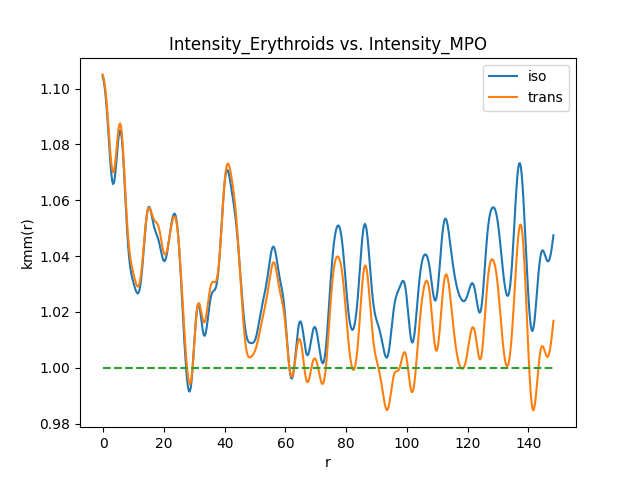 Intensity_Erythroids vs. Intensity_MPO
iso
trans
kmm(r)
1.10
1.08
1.06
1.04
1.02
1.00
0.98
0 20 40 60 80 100 120 140
r